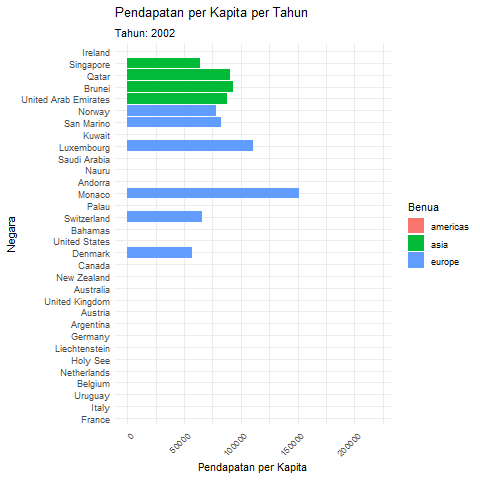 Pendapatan per Kapita per Tahun
Tahun: 2002
Ireland
Singapore
Qatar
Brunei
United Arab Emirates
Norway
San Marino
Kuwait
Luxembourg
Saudi Arabia
Nauru
Andorra
Monaco
Palau
Switzerland
Bahamas
United States
Denmark
Canada
New Zealand
Australia
United Kingdom
Austria
Argentina
Germany
Liechtenstein
Holy See
Netherlands
Belgium
Uruguay
Italy
France
Negara
0
50000
100000
150000
200000
Pendapatan per Kapita
Benua
americas
asia
europe